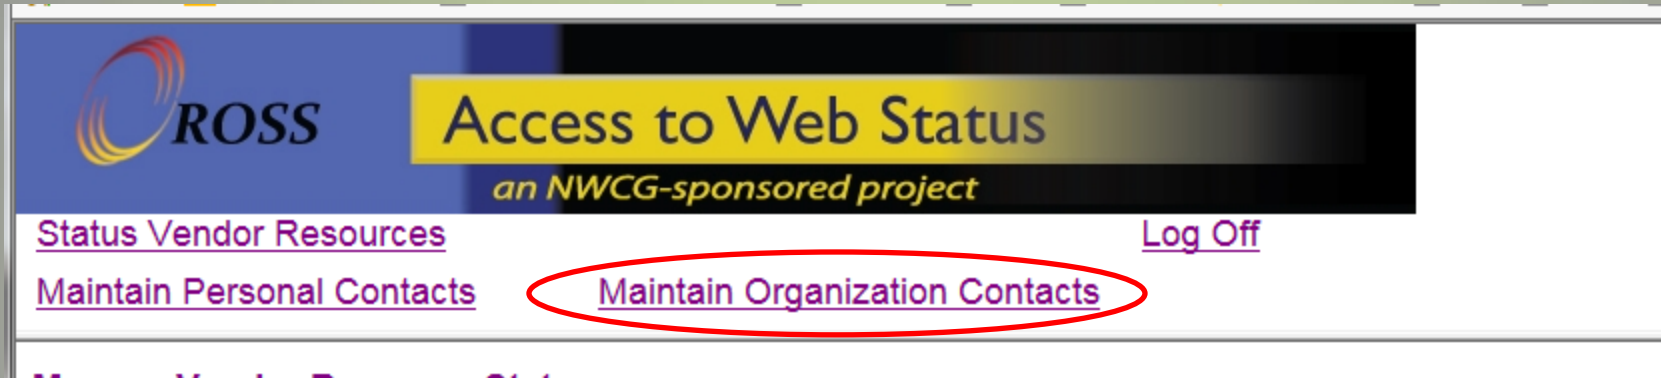 ROSS
Access to Web Status
an NWCG-sponsored project
Status Vendor Resources Log Off
Maintain Personal Contacts Maintain Organization Contacts